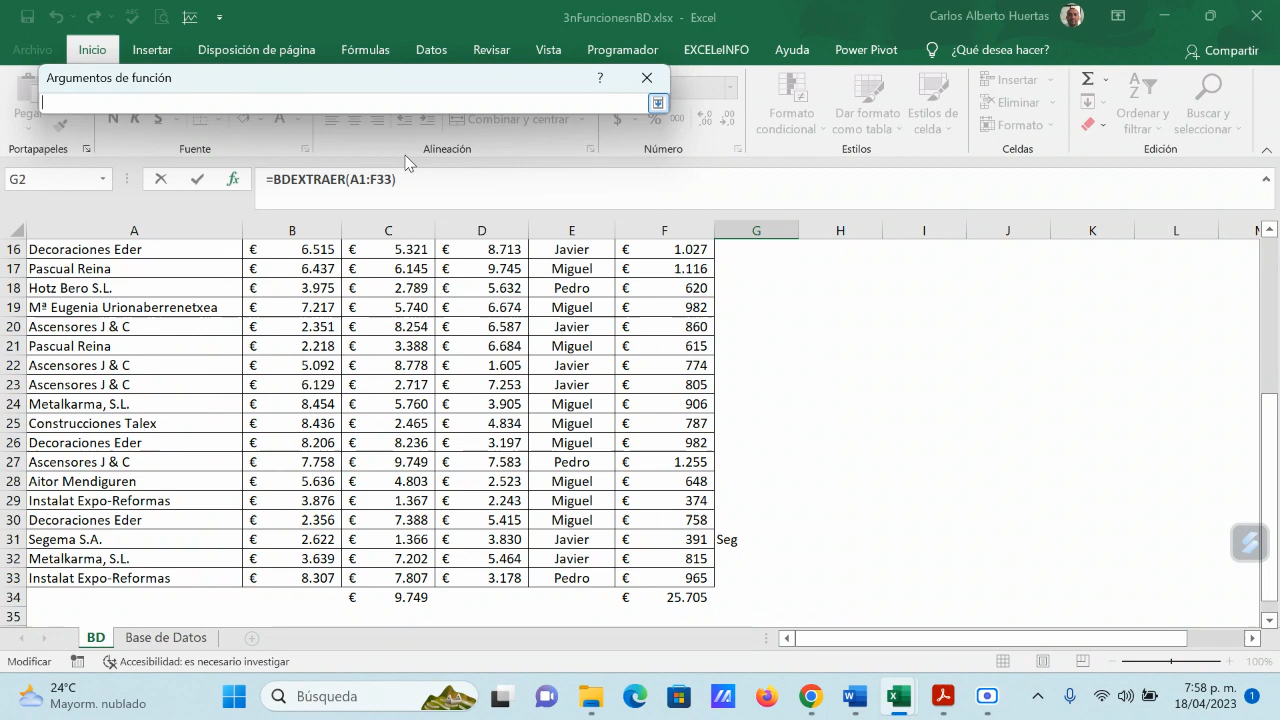 3nFuncionesnBD.xlsx - Excel
Carlos Alberto Huertas
Archivo Inicio Insertar Disposición de página Fórmulas Datos Revisar Vista Programador EXCELeINFO Ayuda Power Pivot ¿Qué desea hacer? Compartir
Argumentos de función ? 
Pegar
N K S
Combinar y centrar
$ % 000
Formato condicional
Dar formato como tabla
Estilos de celda
Insertar
Eliminar
Formato
Ordenar y filtrar
Buscar y seleccionar
Portapapeles Fuente Alineación Número Estilos Celdas Edición
G2 fx =BDEXTRAER(A1:F33)
A B C D E F G H I J K L
16 Decoraciones Eder € 6.515 € 5.321 € 8.713 Javier € 1.027
17 Pascual Reina € 6.437 € 6.145 € 9.745 Miguel € 1.116
18 Hotz Bero S.L. € 3.975 € 2.789 € 5.632 Pedro € 620
19 Mª Eugenia Urionaberrenetxea € 7.217 € 5.740 € 6.674 Miguel € 982
20 Ascensores J & C € 2.351 € 8.254 € 6.587 Javier € 860
21 Pascual Reina € 2.218 € 3.388 € 6.684 Miguel € 615
22 Ascensores J & C € 5.092 € 8.778 € 1.605 Javier € 774
23 Ascensores J & C € 6.129 € 2.717 € 7.253 Javier € 805
24 Metalkarma, S.L. € 8.454 € 5.760 € 3.905 Miguel € 906
25 Construcciones Talex € 8.436 € 2.465 € 4.834 Miguel € 787
26 Decoraciones Eder € 8.206 € 8.236 € 3.197 Miguel € 982
27 Ascensores J & C € 7.758 € 9.749 € 7.583 Pedro € 1.255
28 Aitor Mendiguren € 5.636 € 4.803 € 2.523 Miguel € 648
29 Instalat Expo-Reformas € 3.876 € 1.367 € 2.243 Miguel € 374
30 Decoraciones Eder € 2.356 € 7.388 € 5.415 Miguel € 758
31 Segema S.A. € 2.622 € 1.366 € 3.830 Javier € 391 Seg
32 Metalkarma, S.L. € 3.639 € 7.202 € 5.464 Javier € 815
33 Instalat Expo-Reformas € 8.307 € 7.807 € 3.178 Pedro € 965
34 € 9.749 € 25.705
35
BD Base de Datos
Modificar Accesibilidad: es necesario investigar 100%
24°C
Mayorm. nublado
Búsqueda
7:58 p. m.
18/04/2023
1